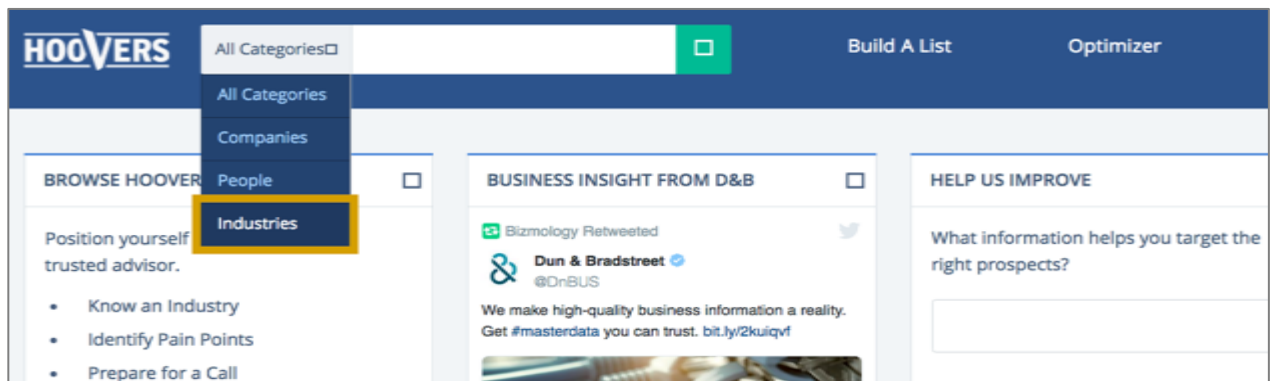 HOOVERS
All Categories
Build A List
Optimizer
All Categories
Companies
People
Industries
BROWSE HOOVER
Position yourself
trusted advisor.
• Know an Industry
• Identify Pain Points
• Prepare for a Call
BUSINESS INSIGHT FROM D&B
Bizmology Retweeted
Dun & Bradstreet
@DnBUS
We make high-quality business information a reality.
Get #masterdata you can trust. bit.ly/2kuiqvf
HELP US IMPROVE
What information helps you target the
right prospects?